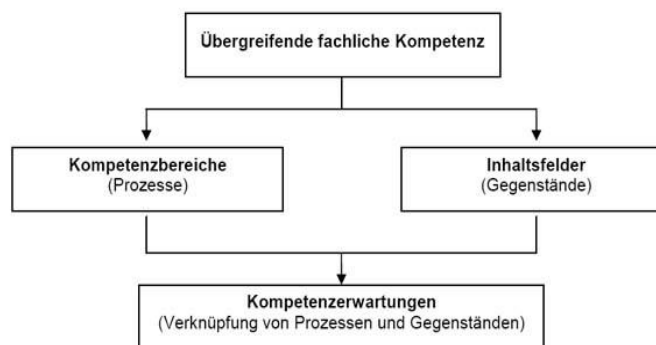 Übergreifende fachliche Kompetenz
Kompetenzbereiche
(Prozesse)
Inhaltsfelder
(Gegenstände)
Kompetenzerwartungen
(Verknüpfung von Prozessen und Gegenständen)